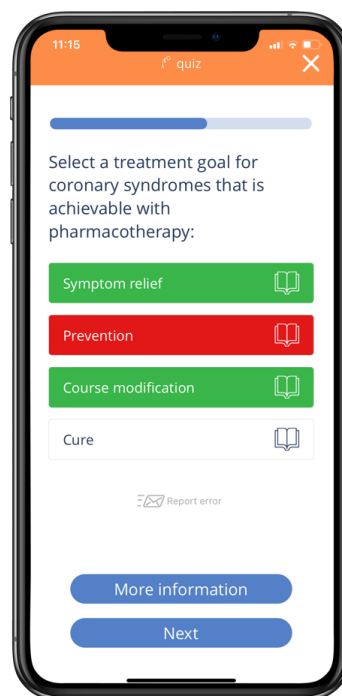 11:15
quiz
Select a treatment goal for
coronary syndromes that is
achievable with
pharmacotherapy:
Symptom relief
Prevention
Course modification
Cure
Report error
More information
Next